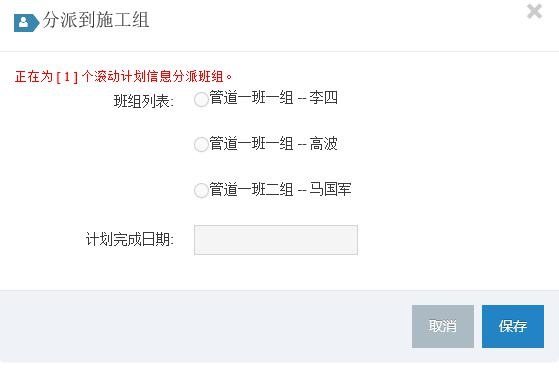 分派到施工组
正在为 [ 1 ] 个滚动计划信息分派班组。
班组列表: 管道一班一组 -- 李四
管道一班一组 -- 高波
管道一班二组 -- 马国军
计划完成日期:
取消 保存